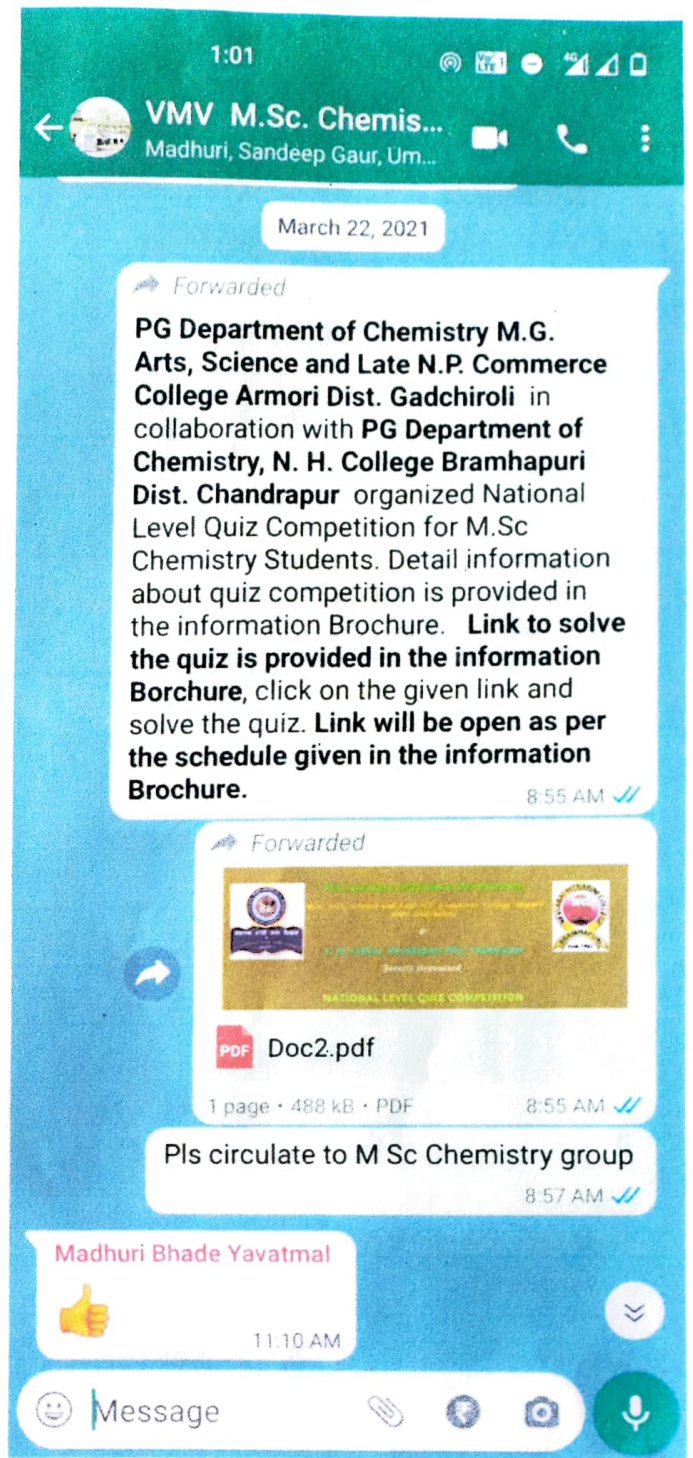 1:01
VMV M.Sc. Chemis...
Madhuri, Sandeep Gaur, Um...
March 22, 2021
Forwarded
PG Department of Chemistry M.G.
Arts, Science and Late N.P. Commerce
College Armori Dist. Gadchiroli in
collaboration with PG Department of
Chemistry, N. H. College Bramhapuri
Dist. Chandrapur organized National
Level Quiz Competition for M.Sc
Chemistry Students. Detail information
about quiz competition is provided in
the information Brochure. Link to solve
the quiz is provided in the information
Borchure, click on the given link and
solve the quiz. Link will be open as per
the schedule given in the information
Brochure.
8:55 AM
Forwarded
NATIONAL LEVEL QUIZ COMPETITION
PDF Doc2.pdf
1 page • 488 kB • PDF 8:55 AM
Pls circulate to M Sc Chemistry group
8:57 AM
Madhuri Bhade Yavatmal
11:10 AM
Message